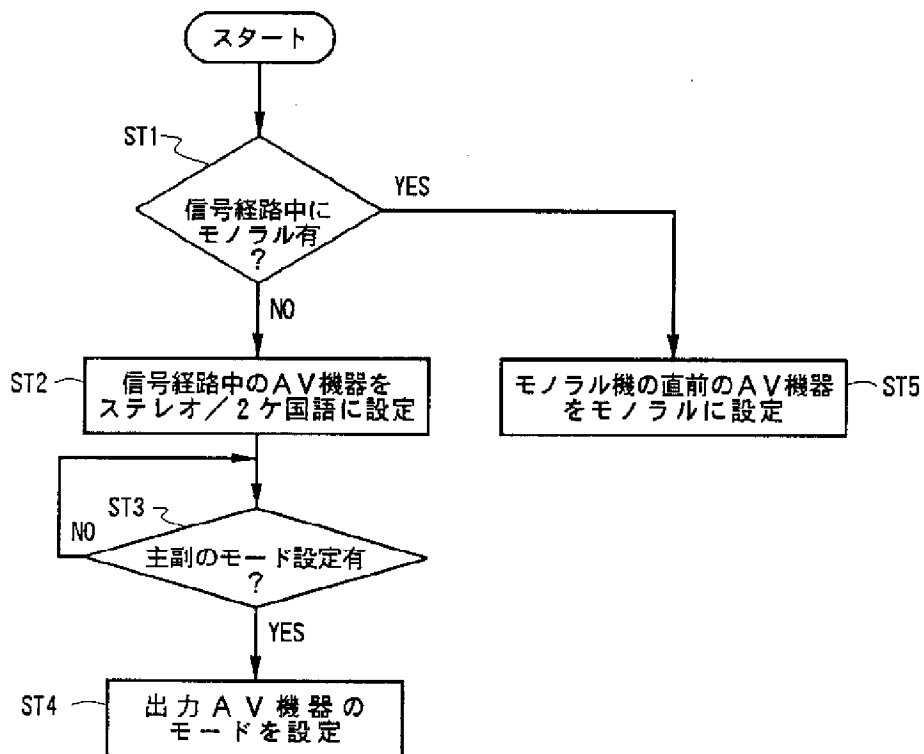 スタート
ST1
信号経路中に
モノラル有
?
YES
NO
ST2
信号経路中のAV機器を
ステレオ/2ケ国語に設定
モノラル機の直前のAV機器
をモノラルに設定
ST5
ST3
NO
主副のモード設定有
?
YES
ST4
出力AV機器の
モードを設定